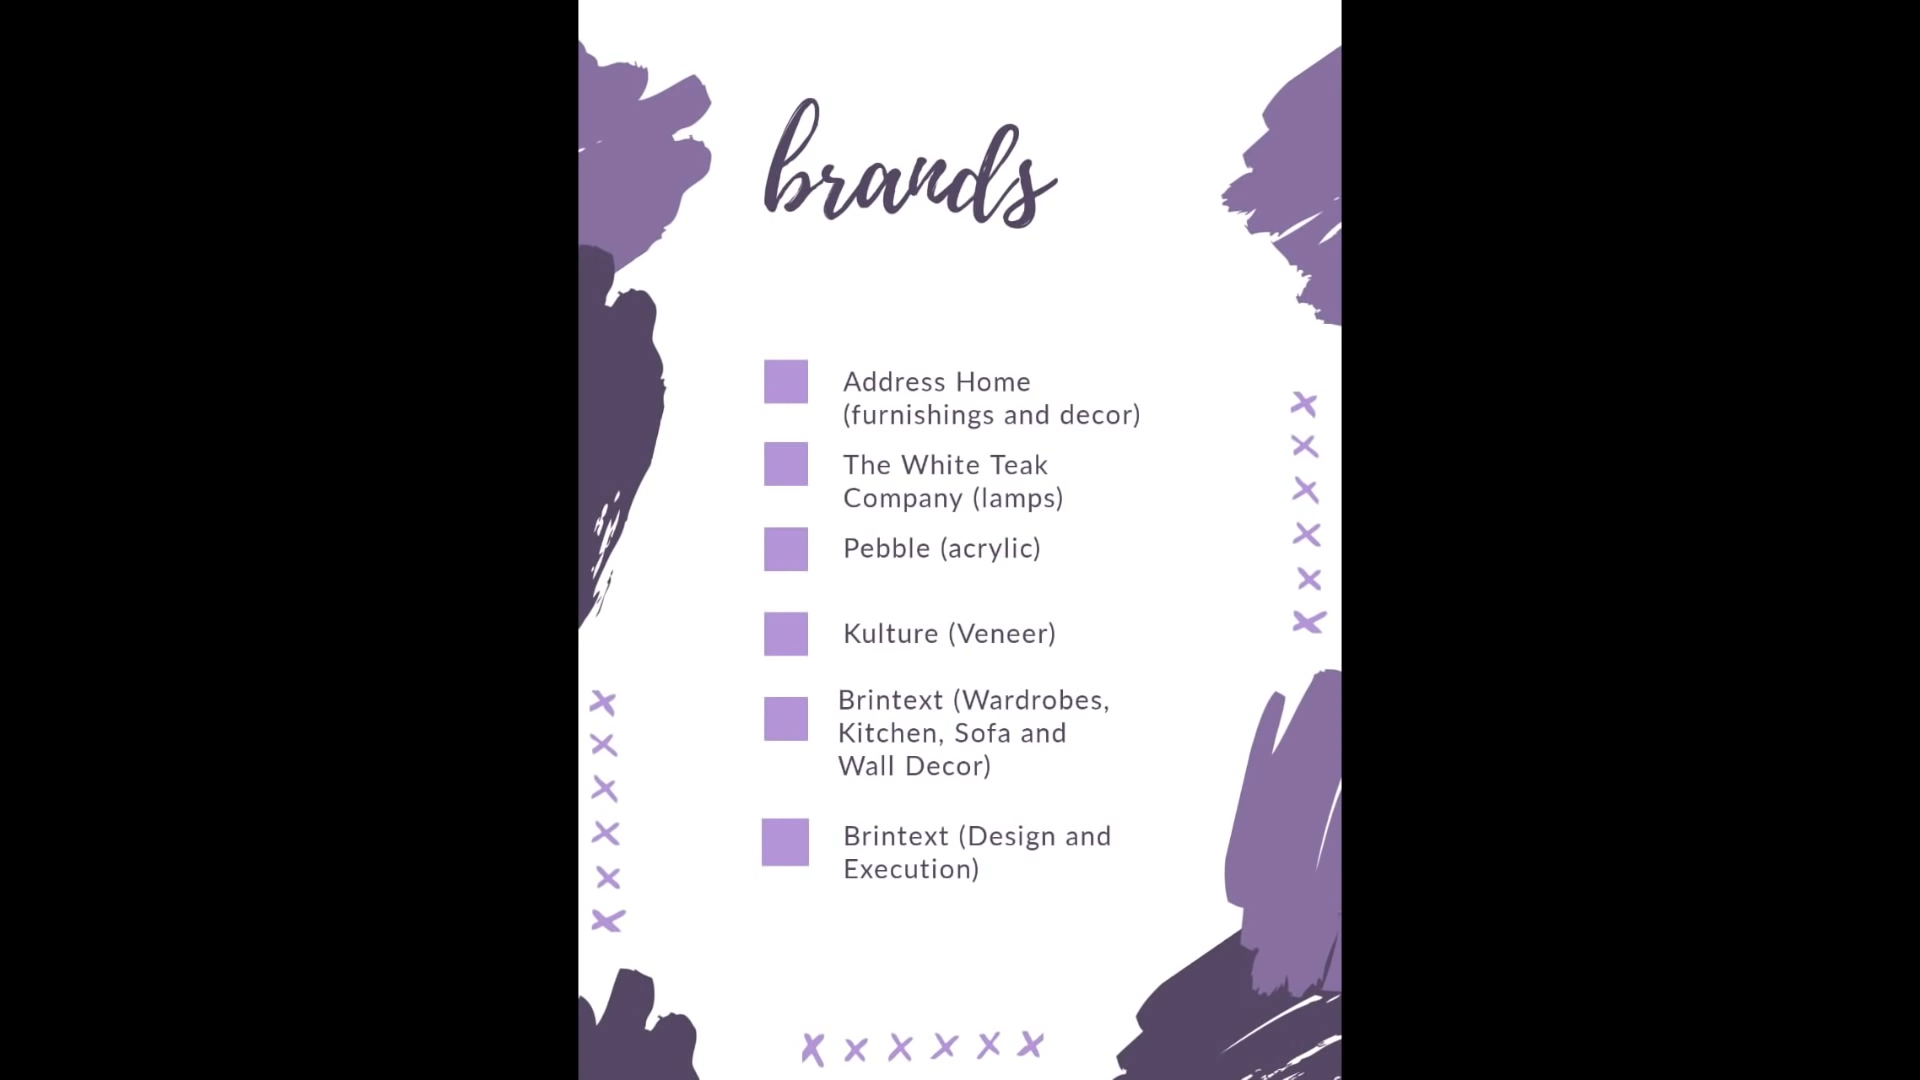 brands
Address Home
(furnishings and decor)
The White Teak
Company (lamps)
Pebble (acrylic)
Kulture (Veneer)
Brintext (Wardrobes,
Kitchen, Sofa and
Wall Decor)
Brintext (Design and
Execution)